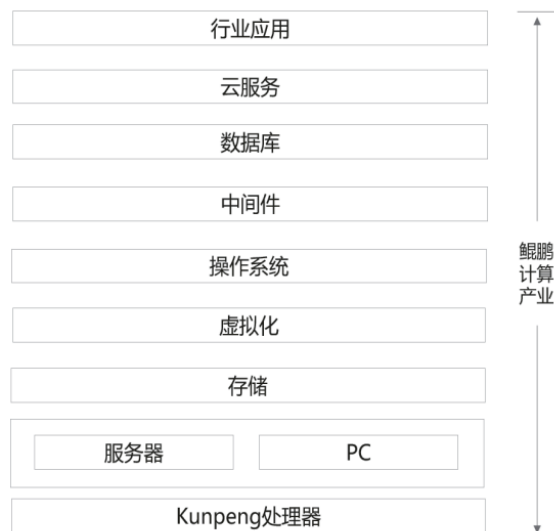 行业应用
云服务
数据库
中间件
操作系统
虚拟化
存储
服务器
PC
Kunpeng处理器
鲲鹏
计算
产业